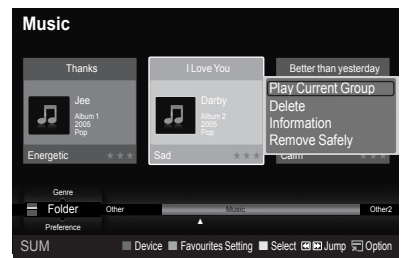 Music
Thanks
I Love You
Better than yesterday
Jee
Album 1
2005
Pop
Darby
Album 2
2005
Pop
Play Current Group
Delete
Information
Remove Safely
Energetic
Sad
Calm
Genre
Folder
Other
Music
Other2
Preference
SUM
Device
Favourites Setting
Select
Jump
Option